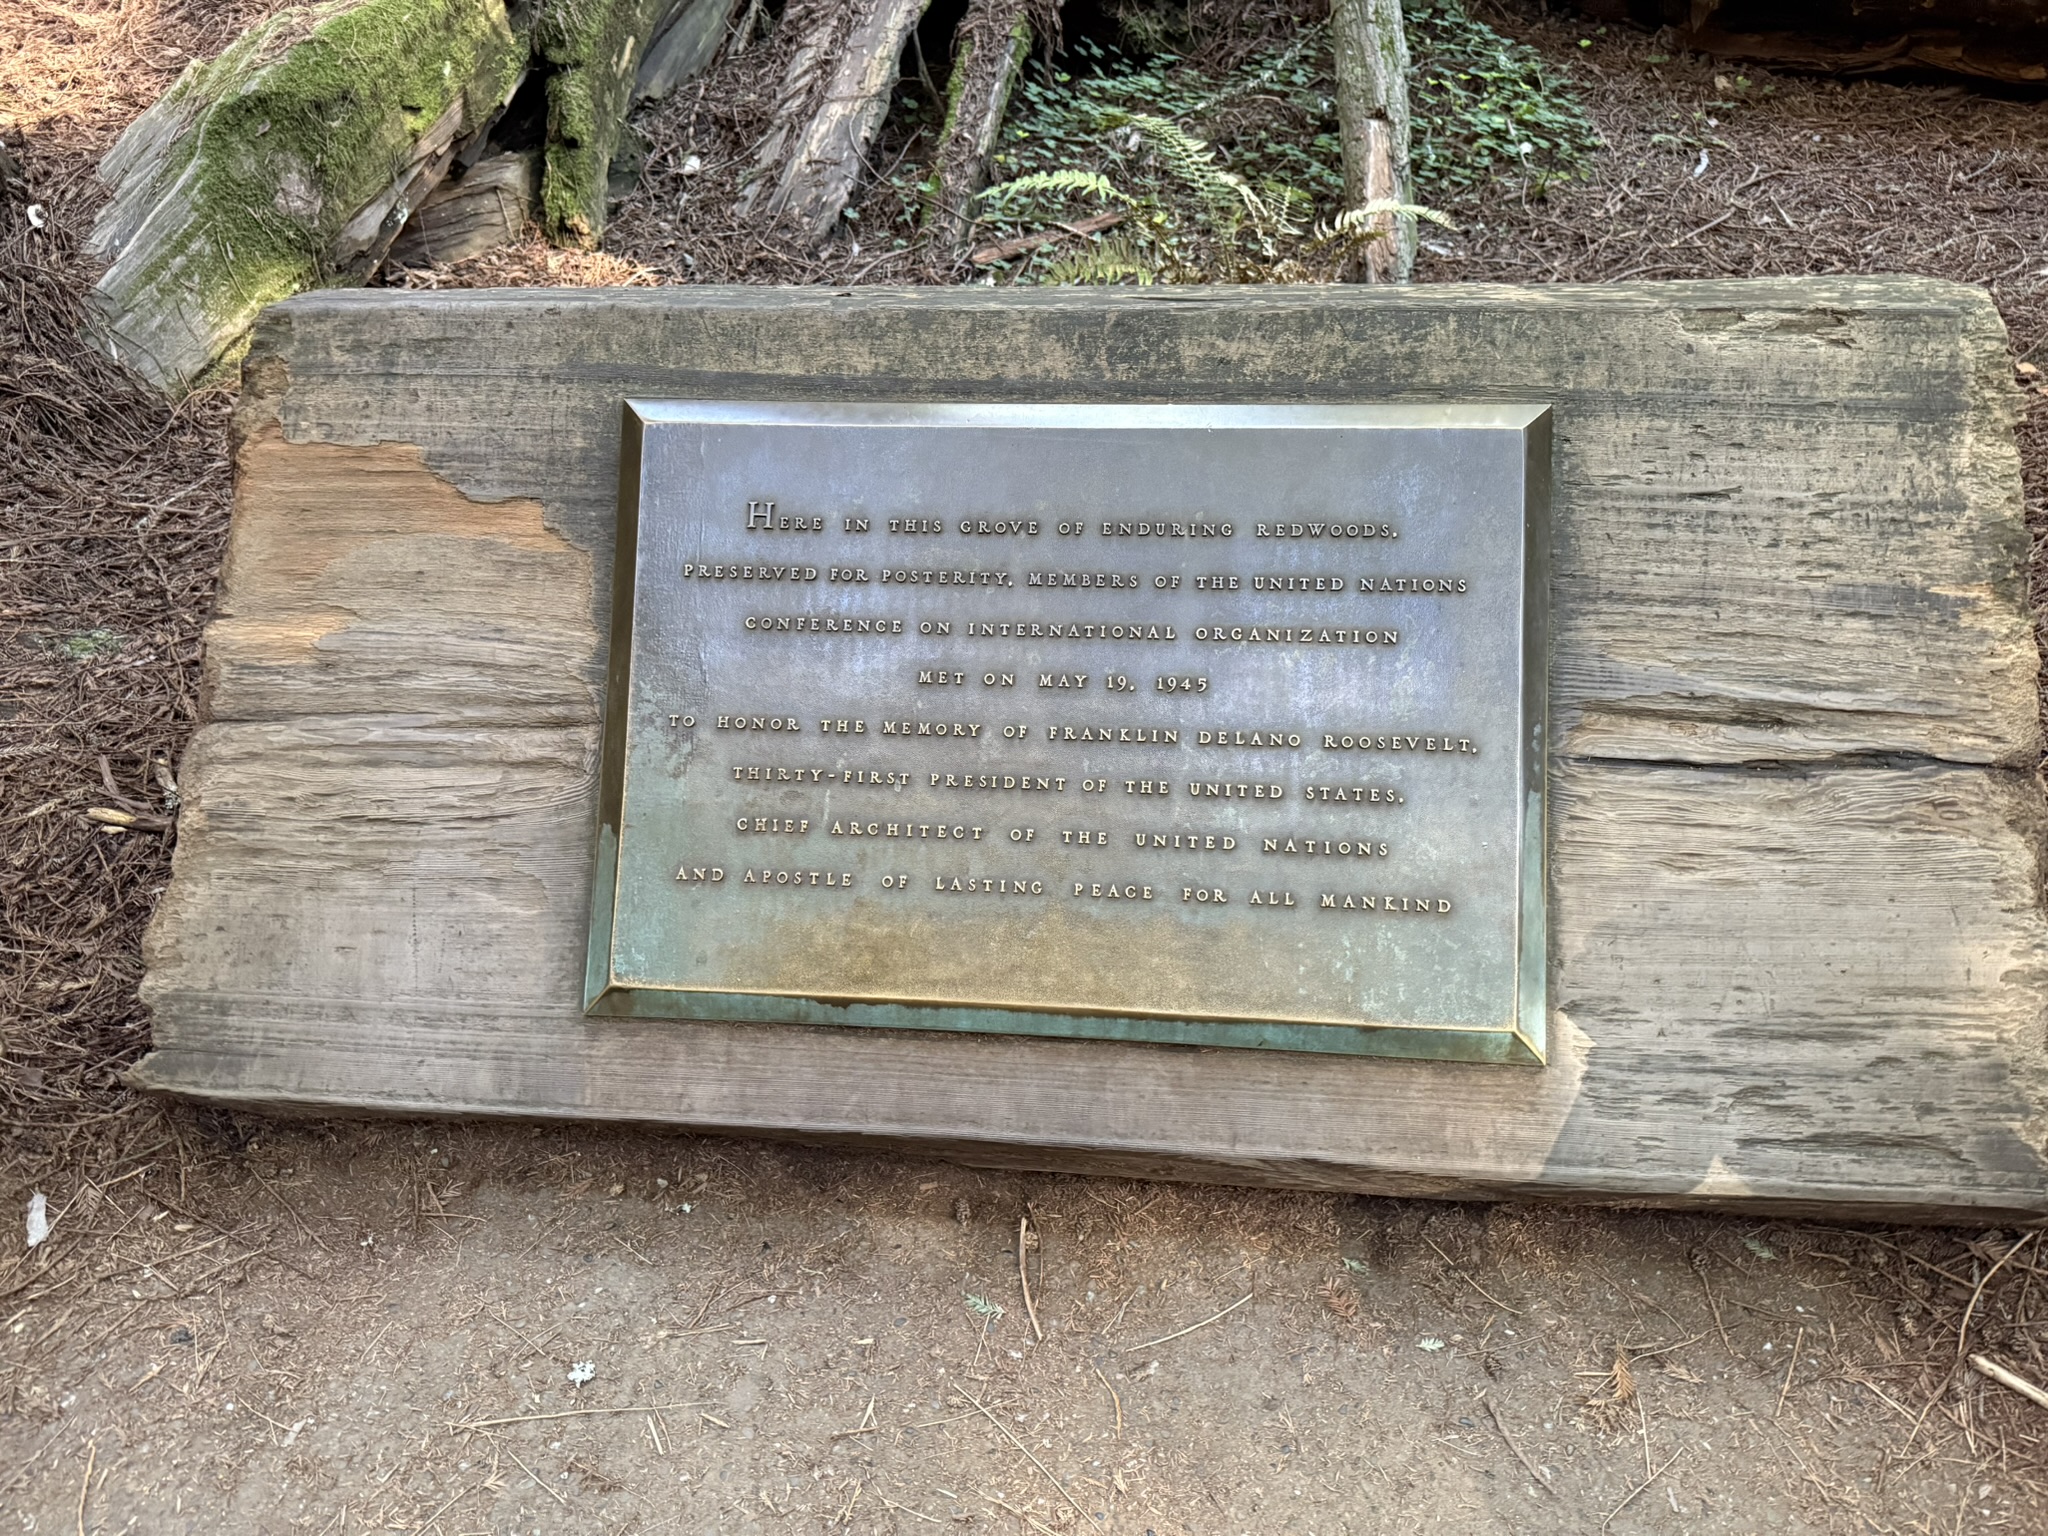 HERE IN THIS GROVE OF ENDURING REDWOODS,
PRESERVED FOR POSTERITY, MEMBERS OF THE UNITED NATIONS
CONFERENCE ON INTERNATIONAL ORGANIZATION
MET ON MAY 19, 1945
TO HONOR THE MEMORY OF FRANKLIN DELANO ROOSEVELT,
THIRTY-FIRST PRESIDENT OF THE UNITED STATES,
CHIEF ARCHITECT OF THE UNITED NATIONS
AND APOSTLE OF LASTING PEACE FOR ALL MANKIND